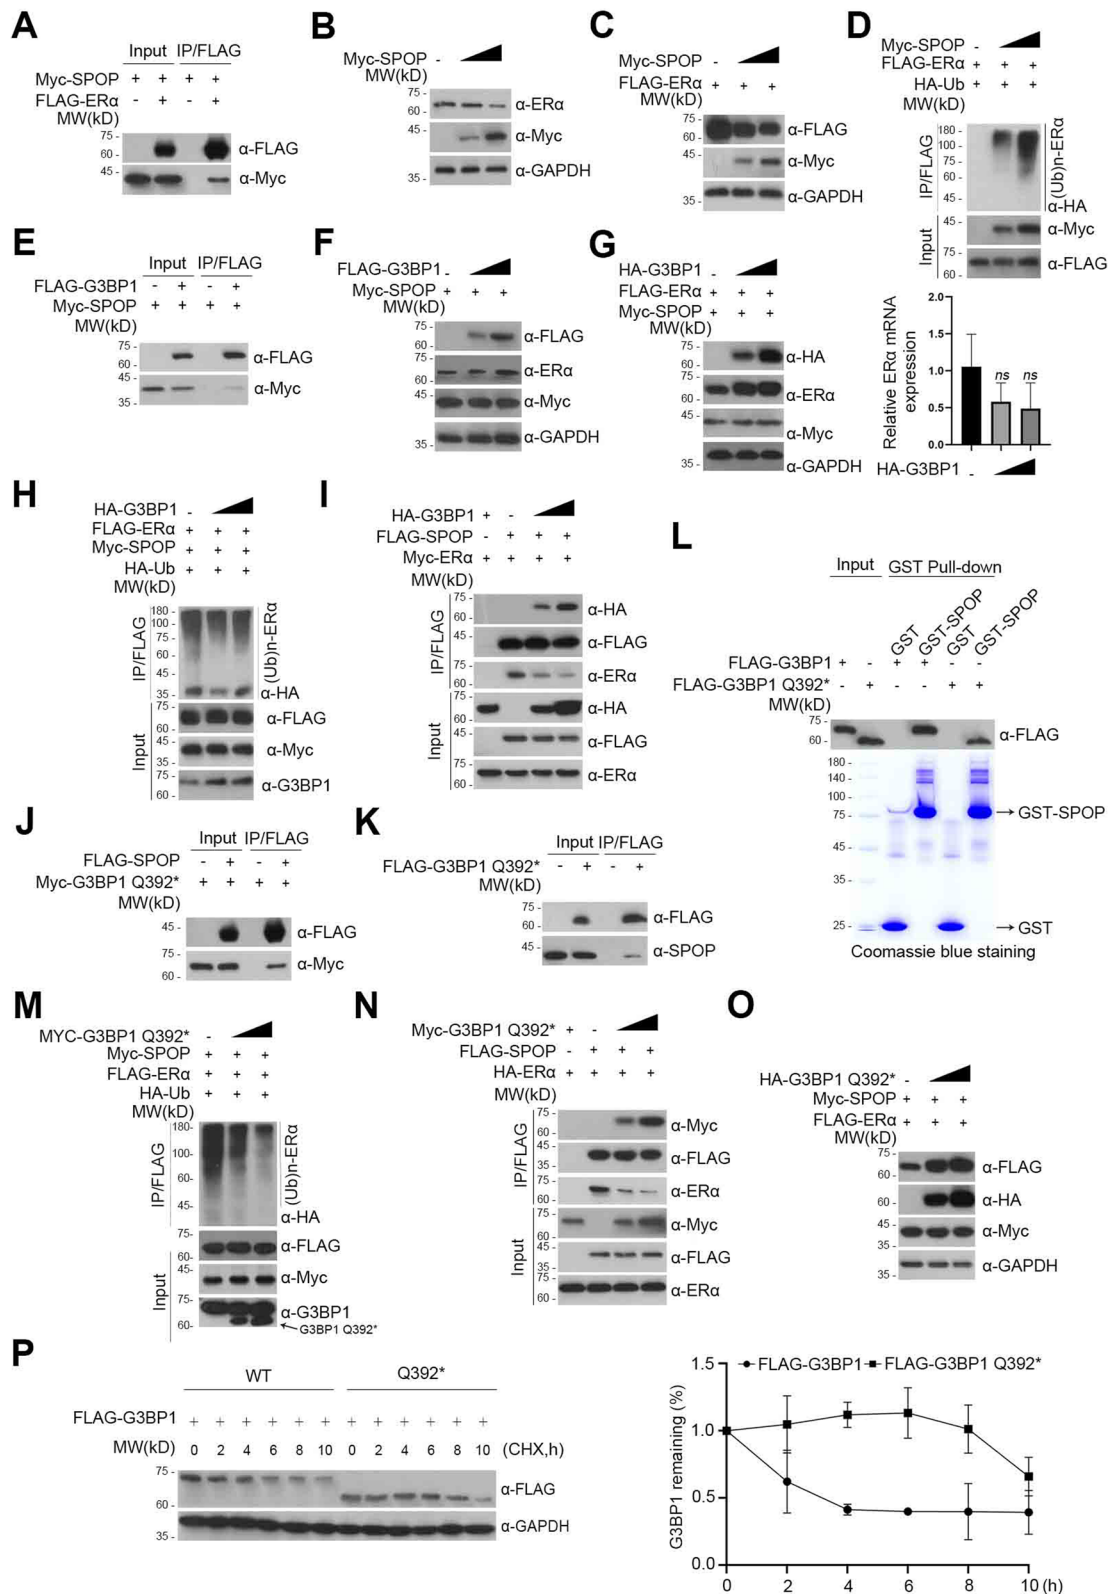 A
Input IP/FLAG
Myc-SPOP + + + +
FLAG-ERα - + - +
MW(kD)
75 -
60 -
α-FLAG
45 -
α-Myc
B
Myc-SPOP -
MW(kD)
75 -
60 -
α-ERα
45 -
α-Myc
35 -
α-GAPDH
C
Myc-SPOP -
FLAG-ERα + + +
MW(kD)
75 -
60 -
α-FLAG
45 -
α-Myc
35 -
α-GAPDH
D
Myc-SPOP -
FLAG-ERα + + +
HA-Ub + + +
MW(kD)
IP/FLAG
180 -
100 -
75 -
60 -
(Ub)n-ERα
α-HA
Input
45 -
35 -
α-Myc
75 -
60 -
α-FLAG
E
Input IP/FLAG
FLAG-G3BP1 - + - +
Myc-SPOP + + + +
MW(kD)
75 -
60 -
α-FLAG
45 -
35 -
α-Myc
F
FLAG-G3BP1 -
Myc-SPOP + + +
MW(kD)
75 -
60 -
α-FLAG
75 -
60 -
α-ERα
45 -
α-Myc
35 -
α-GAPDH
G
HA-G3BP1 -
FLAG-ERα + + +
Myc-SPOP + + +
MW(kD)
75 -
60 -
α-HA
75 -
60 -
α-ERα
45 -
α-Myc
35 -
α-GAPDH
Relative ERα mRNA
expression
2.0
1.5
1.0
0.5
0.0
ns ns
HA-G3BP1 -
H
HA-G3BP1 -
FLAG-ERα + + +
Myc-SPOP + + +
HA-Ub + + +
MW(kD)
IP/FLAG
180 -
100 -
75 -
60 -
45 -
35 -
(Ub)n-ERα
α-HA
Input
75 -
60 -
α-FLAG
45 -
α-Myc
75 -
60 -
α-G3BP1
I
HA-G3BP1 + -
FLAG-SPOP - + + +
Myc-ERα + + + +
MW(kD)
IP/FLAG
75 -
60 -
α-HA
45 -
α-FLAG
75 -
60 -
α-ERα
Input
75 -
60 -
α-HA
45 -
α-FLAG
75 -
60 -
α-ERα
L
Input GST Pull-down
GST GST-SPOP GST GST-SPOP
FLAG-G3BP1 + - + + - -
FLAG-G3BP1 Q392* - + - - + +
MW(kD)
75 -
60 -
α-FLAG
180 -
140 -
100 -
75 -
GST-SPOP
45 -
35 -
25 -
GST
Coomassie blue staining
J
Input IP/FLAG
FLAG-SPOP - + - +
Myc-G3BP1 Q392* + + + +
MW(kD)
45 -
α-FLAG
75 -
60 -
α-Myc
K
Input IP/FLAG
FLAG-G3BP1 Q392* - + - +
MW(kD)
75 -
60 -
α-FLAG
45 -
α-SPOP
M
MYC-G3BP1 Q392* -
Myc-SPOP + + +
FLAG-ERα + + +
HA-Ub + + +
MW(kD)
IP/FLAG
180-
100-
75-
60-
45-
(Ub)n-ERα
α-HA
Input
75-
60-
α-FLAG
45-
α-Myc
75-
α-G3BP1
60-
G3BP1 Q392*
N
Myc-G3BP1 Q392* + -
FLAG-SPOP - + + +
HA-ERα + + + +
MW(kD)
IP/FLAG
75 -
60 -
α-Myc
45 -
α-FLAG
75 -
60 -
α-ERα
Input
75 -
60 -
45 -
α-Myc
α-FLAG
75 -
60 -
α-ERα
O
HA-G3BP1 Q392* -
Myc-SPOP + + +
FLAG-ERα + + +
MW(kD)
75 -
60 -
α-FLAG
60 -
α-HA
45 -
α-Myc
35 -
α-GAPDH
P
WT Q392*
FLAG-G3BP1 + + + + + + + + + + + +
MW(kD) 0 2 4 6 8 10 0 2 4 6 8 10 (CHX,h)
75 -
60 -
α-FLAG
35 -
α-GAPDH
FLAG-G3BP1 FLAG-G3BP1 Q392*
G3BP1 remaining (%)
1.5
1.0
0.5
0.0
0 2 4 6 8 10 (h)